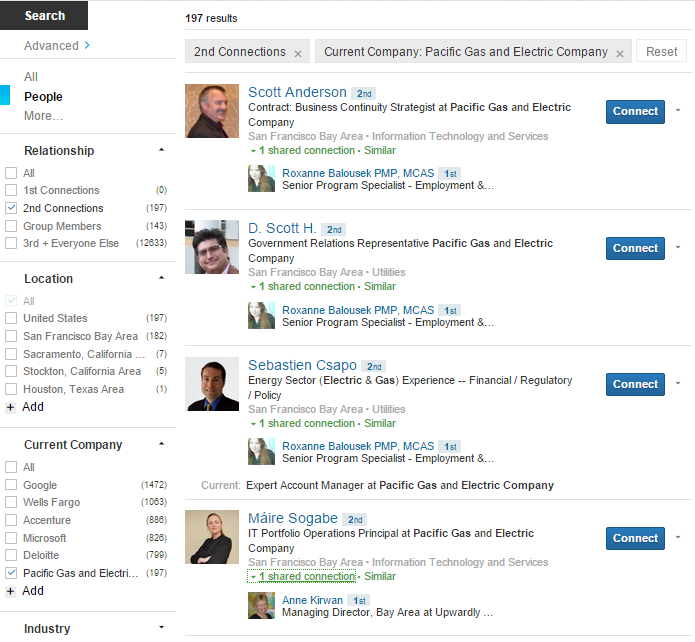 Search
Advanced
All
People
More...
Relationship
All
1st Connections (0)
2nd Connections (197)
Group Members (143)
3rd + Everyone Else (12633)
Location
All
United States (197)
San Francisco Bay Area (182)
Sacramento, California ... (7)
Stockton, California Area (5)
Houston, Texas Area (1)
+ Add
Current Company
All
Google (1472)
Wells Fargo (1063)
Accenture (886)
Microsoft (826)
Deloitte (799)
Pacific Gas and Electri... (197)
+ Add
Industry
197 results
2nd Connections × Current Company: Pacific Gas and Electric Company × Reset
Scott Anderson 2nd
Contract: Business Continuity Strategist at Pacific Gas and Electric
Company
San Francisco Bay Area • Information Technology and Services
1 shared connection • Similar
Connect
Roxanne Balousek PMP, MCAS 1st
Senior Program Specialist - Employment &...
D. Scott H. 2nd
Government Relations Representative Pacific Gas and Electric
Company
San Francisco Bay Area • Utilities
1 shared connection • Similar
Connect
Roxanne Balousek PMP, MCAS 1st
Senior Program Specialist - Employment &...
Sebastien Csapo 2nd
Energy Sector (Electric & Gas) Experience -- Financial / Regulatory
/ Policy
San Francisco Bay Area • Utilities
1 shared connection • Similar
Connect
Roxanne Balousek PMP, MCAS 1st
Senior Program Specialist - Employment &...
Current: Expert Account Manager at Pacific Gas and Electric Company
Máire Sogabe 2nd
IT Portfolio Operations Principal at Pacific Gas and Electric
Company
San Francisco Bay Area • Information Technology and Services
1 shared connection • Similar
Connect
Anne Kirwan 1st
Managing Director, Bay Area at Upwardly ...